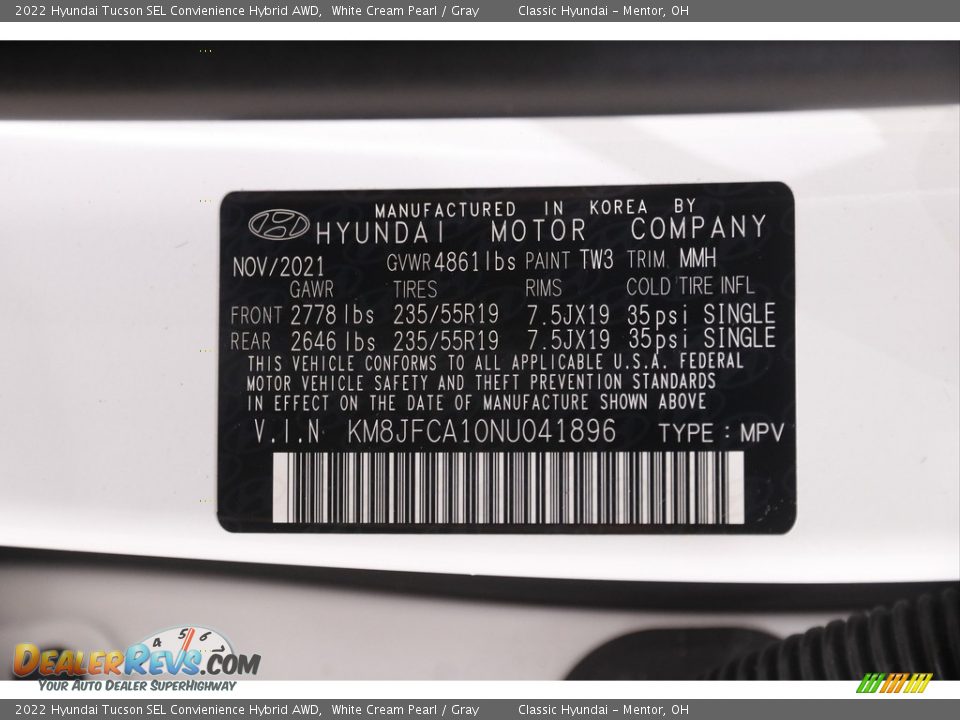 2022 Hyundai Tucson SEL Convienience Hybrid AWD, White Cream Pearl / Gray Classic Hyundai - Mentor, OH
MANUFACTURED IN KOREA BY
HYUNDAI MOTOR COMPANY
NOV/2021 GVWR 4861lbs PAINT TW3 TRIM MMH
GAWR TIRES RIMS COLD TIRE INFL
FRONT 2778 lbs 235/55R19 7.5JX19 35psi SINGLE
REAR 2646 lbs 235/55R19 7.5JX19 35psi SINGLE
THIS VEHICLE CONFORMS TO ALL APPLICABLE U.S.A. FEDERAL
MOTOR VEHICLE SAFETY AND THEFT PREVENTION STANDARDS
IN EFFECT ON THE DATE OF MANUFACTURE SHOWN ABOVE
V.I.N KM8JFCA10NU041896 TYPE : MPV
4 5 6
DEALERREVS.COM
YOUR AUTO DEALER SUPERHIGHWAY
2022 Hyundai Tucson SEL Convienience Hybrid AWD, White Cream Pearl / Gray Classic Hyundai - Mentor, OH